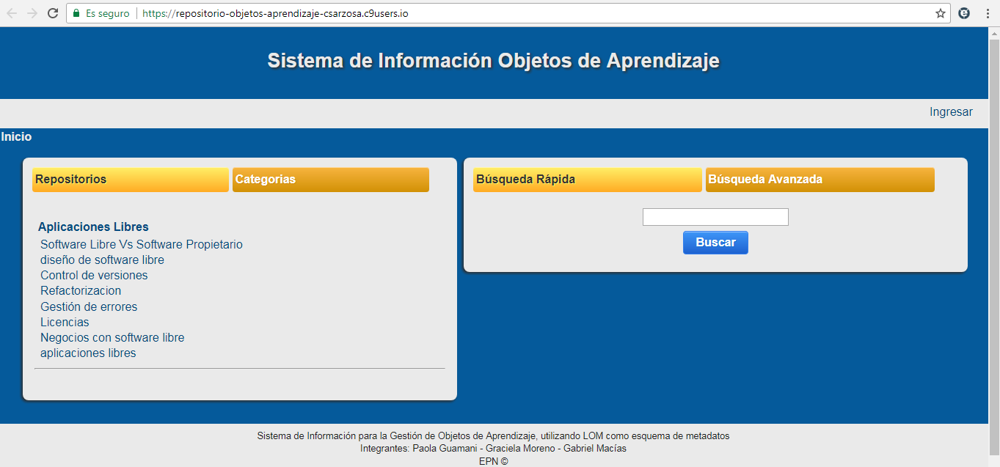 Es seguro | https://repositorio-objetos-aprendizaje-csarzosa.c9users.io
Sistema de Información Objetos de Aprendizaje
Ingresar
Inicio
Repositorios Categorias
Aplicaciones Libres
Software Libre Vs Software Propietario
diseño de software libre
Control de versiones
Refactorizacion
Gestión de errores
Licencias
Negocios con software libre
aplicaciones libres
Búsqueda Rápida Búsqueda Avanzada
Buscar
Sistema de Información para la Gestión de Objetos de Aprendizaje, utilizando LOM como esquema de metadatos
Integrantes: Paola Guamani - Graciela Moreno - Gabriel Macías
EPN ©